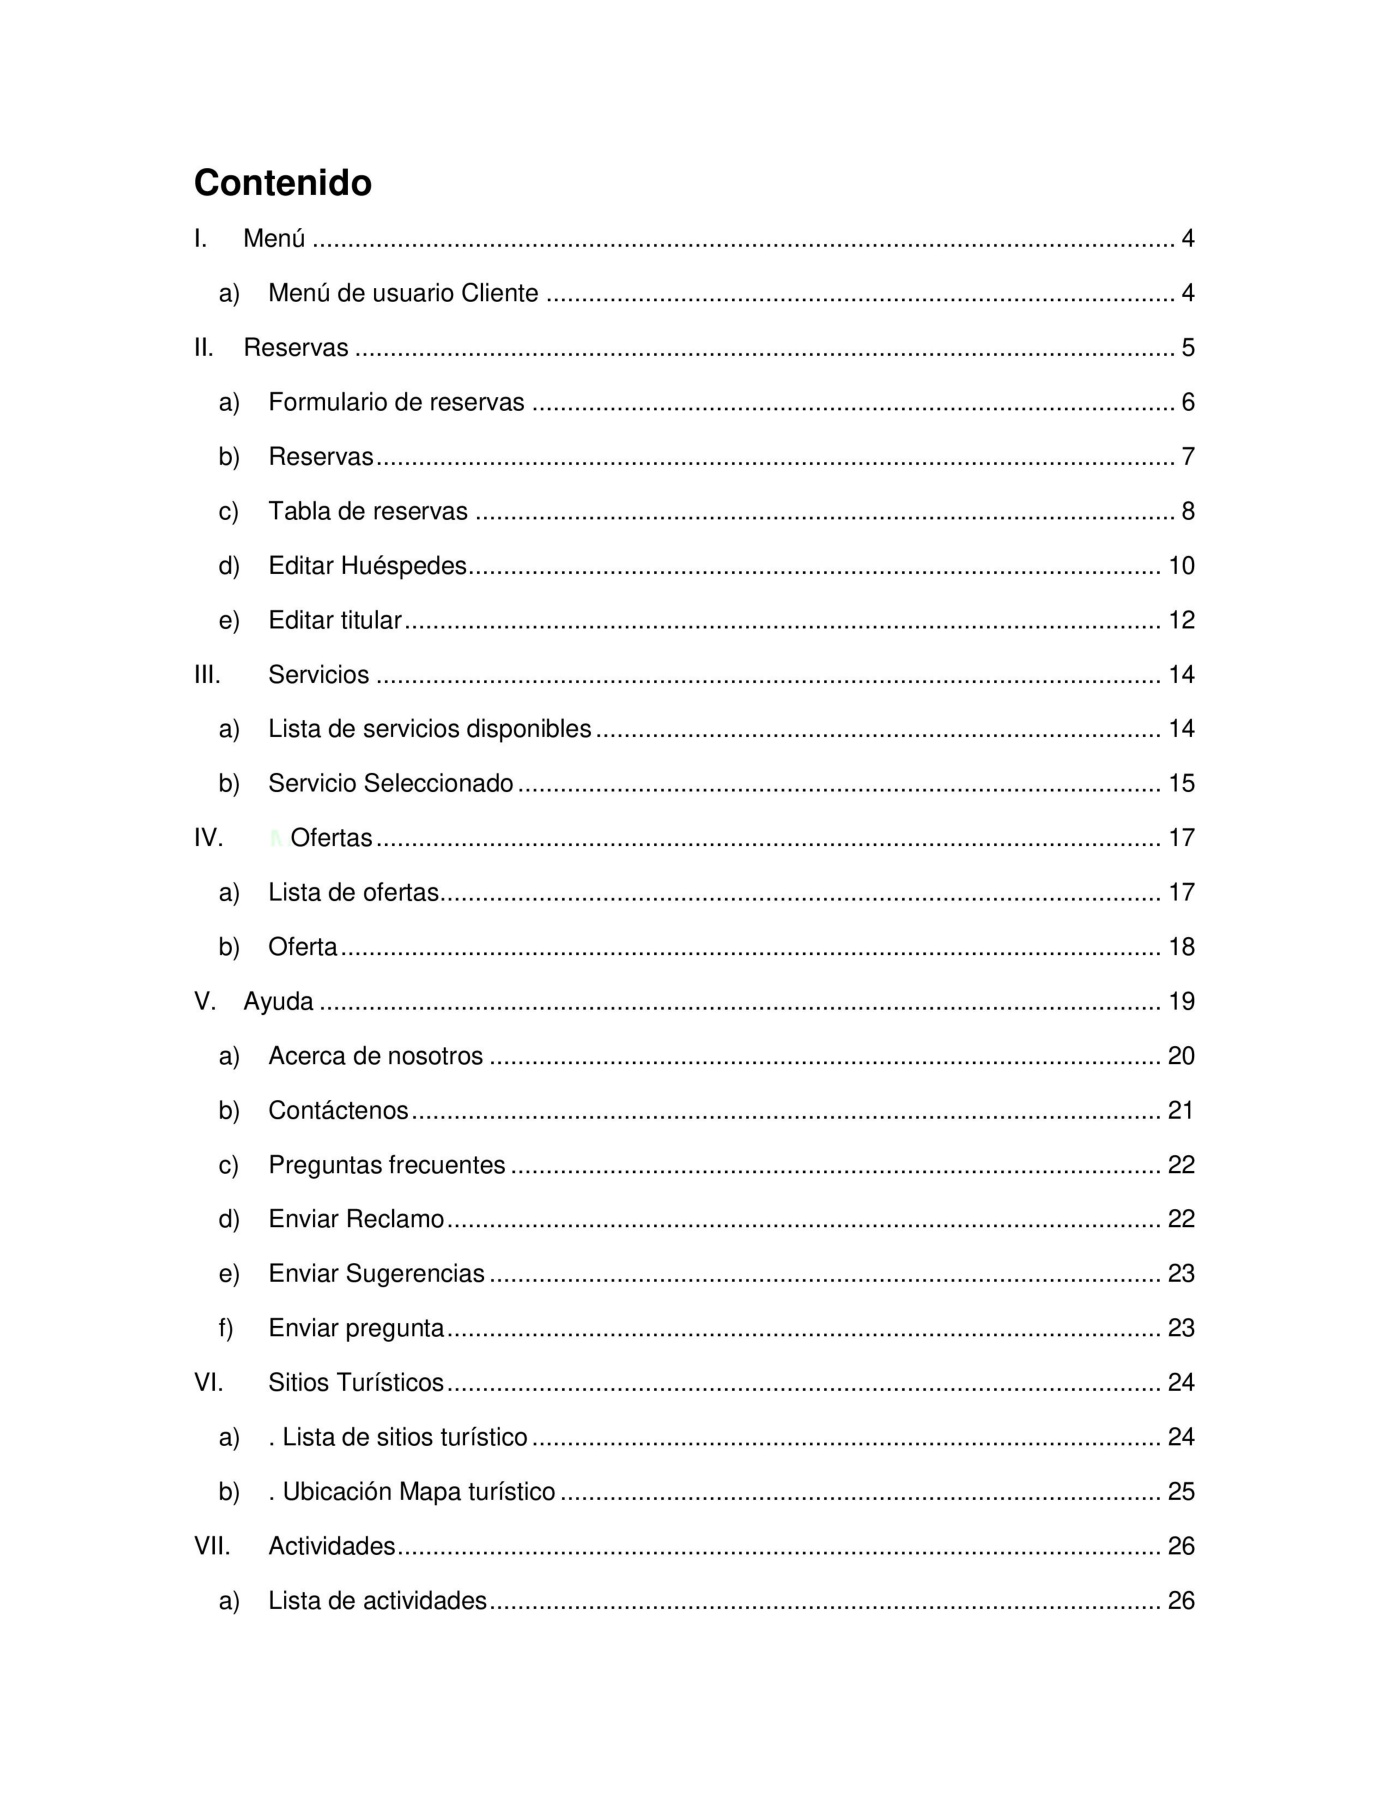 Contenido
I. Menú .......... 4
a) Menú de usuario Cliente .......... 4
II. Reservas .......... 5
a) Formulario de reservas .......... 6
b) Reservas .......... 7
c) Tabla de reservas .......... 8
d) Editar Huéspedes .......... 10
e) Editar titular .......... 12
III. Servicios .......... 14
a) Lista de servicios disponibles .......... 14
b) Servicio Seleccionado .......... 15
IV. Ofertas .......... 17
a) Lista de ofertas .......... 17
b) Oferta .......... 18
V. Ayuda .......... 19
a) Acerca de nosotros .......... 20
b) Contáctenos .......... 21
c) Preguntas frecuentes .......... 22
d) Enviar Reclamo .......... 22
e) Enviar Sugerencias .......... 23
f) Enviar pregunta .......... 23
VI. Sitios Turísticos .......... 24
a) . Lista de sitios turístico .......... 24
b) . Ubicación Mapa turístico .......... 25
VII. Actividades .......... 26
a) Lista de actividades .......... 26